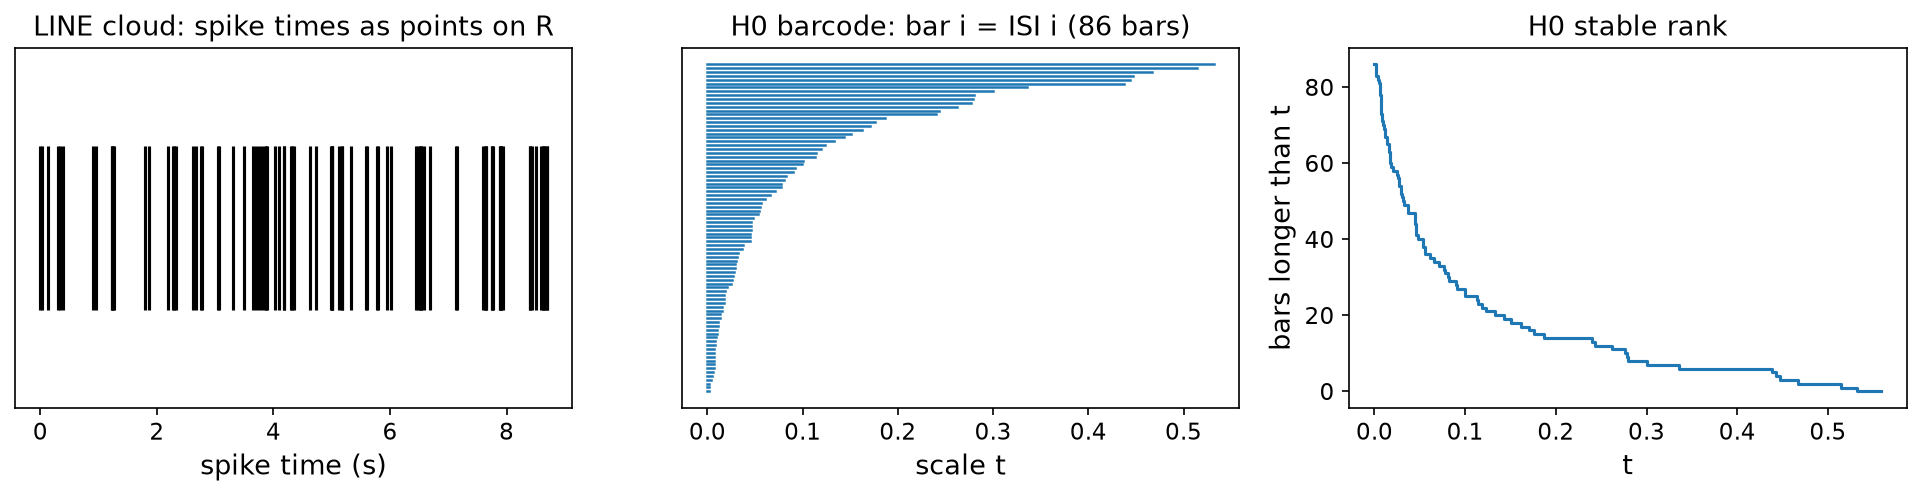 LINE cloud: spike times as points on R
0 2 4 6 8
spike time (s)
H0 barcode: bar i = ISI i (86 bars)
0.0 0.1 0.2 0.3 0.4 0.5
scale t
H0 stable rank
bars longer than t
80
60
40
20
0
0.0 0.1 0.2 0.3 0.4 0.5
t